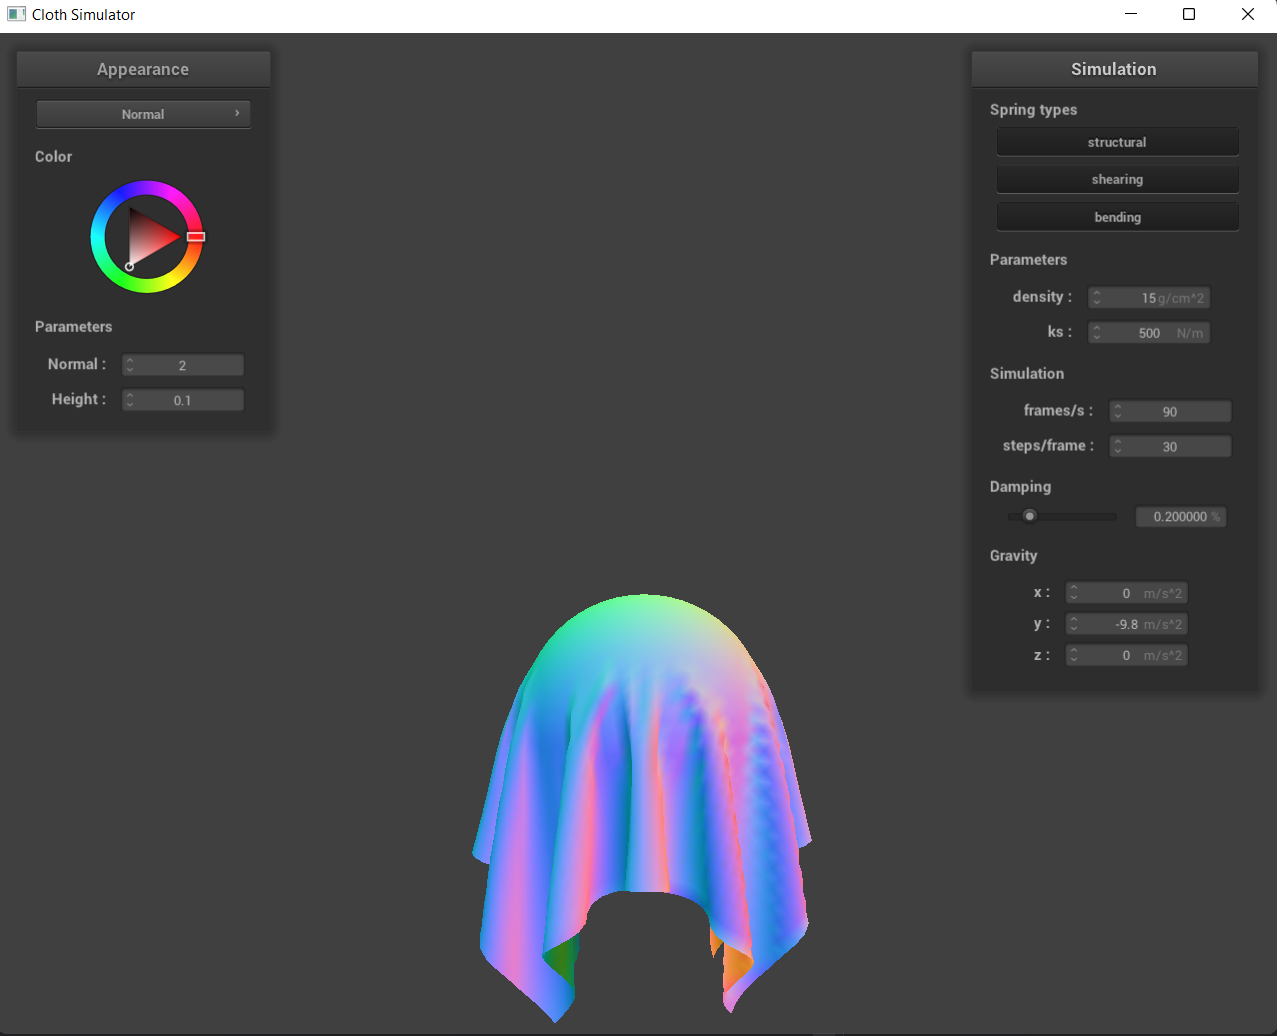 Cloth Simulator
Appearance
Normal
Color
Parameters
Normal : 2
Height : 0.1
Simulation
Spring types
structural
shearing
bending
Parameters
density : 15 g/cm^2
ks : 500 N/m
Simulation
frames/s : 90
steps/frame : 30
Damping
0.200000 %
Gravity
x : 0 m/s^2
y : -9.8 m/s^2
z : 0 m/s^2